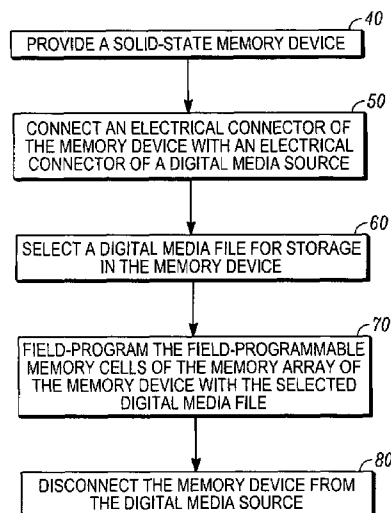 40
PROVIDE A SOLID-STATE MEMORY DEVICE
50
CONNECT AN ELECTRICAL CONNECTOR OF
THE MEMORY DEVICE WITH AN ELECTRICAL
CONNECTOR OF A DIGITAL MEDIA SOURCE
60
SELECT A DIGITAL MEDIA FILE FOR STORAGE
IN THE MEMORY DEVICE
70
FIELD-PROGRAM THE FIELD-PROGRAMMABLE
MEMORY CELLS OF THE MEMORY ARRAY OF
THE MEMORY DEVICE WITH THE SELECTED
DIGITAL MEDIA FILE
80
DISCONNECT THE MEMORY DEVICE FROM
THE DIGITAL MEDIA SOURCE